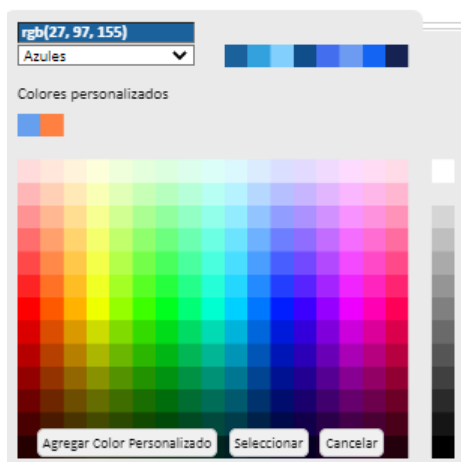 rgb(27, 97, 155)
Azules
Colores personalizados
Agregar Color Personalizado
Seleccionar
Cancelar